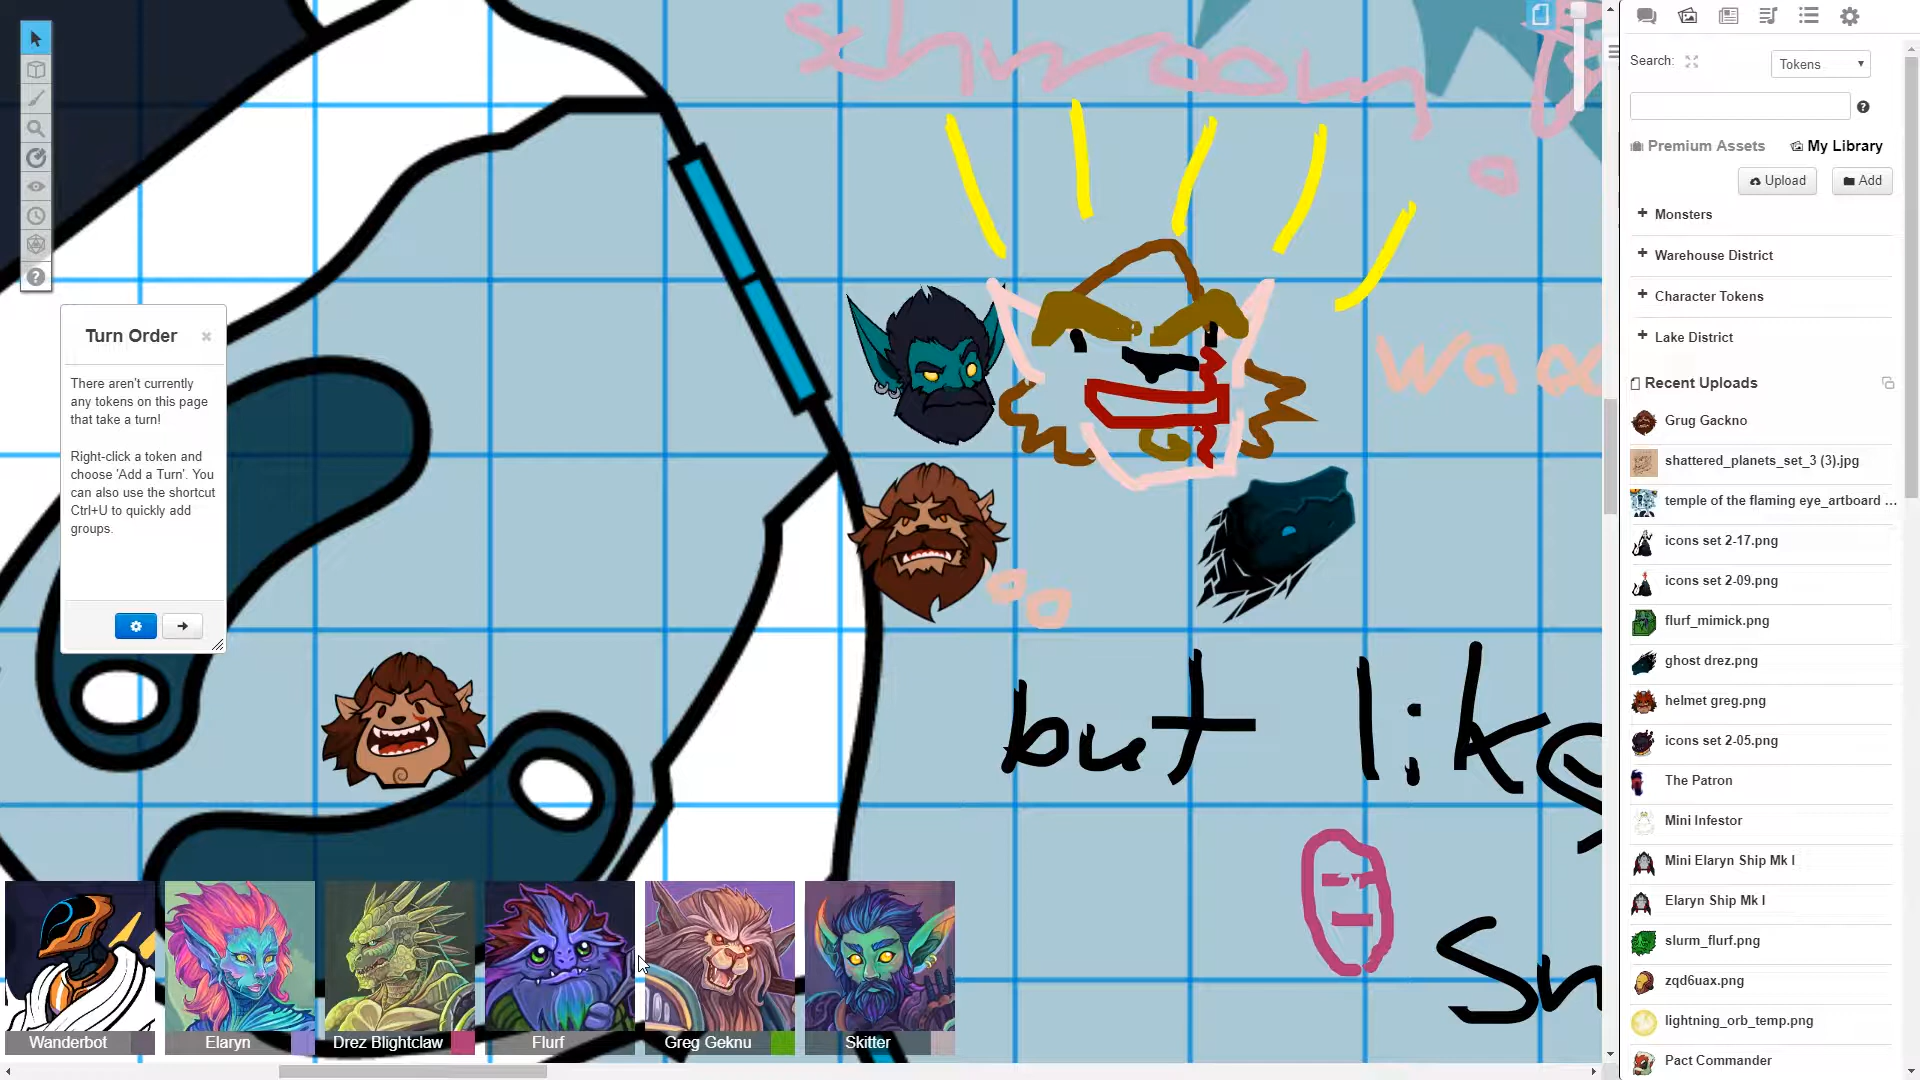 shroom
Search:
Tokens
Premium Assets
My Library
Upload
Add
Monsters
Warehouse District
Character Tokens
Lake District
Recent Uploads
Grug Gackno
shattered_planets_set_3 (3).jpg
temple of the flaming eye_artboard ...
icons set 2-17.png
icons set 2-09.png
flurf_mimick.png
ghost drez.png
helmet greg.png
icons set 2-05.png
The Patron
Mini Infestor
Mini Elaryn Ship Mk I
Elaryn Ship Mk I
slurm_flurf.png
zqd6uax.png
lightning_orb_temp.png
Pact Commander
Turn Order
There aren't currently
any tokens on this page
that take a turn!
Right-click a token and
choose 'Add a Turn'. You
can also use the shortcut
Ctrl+U to quickly add
groups.
but like
Wanderbot
Elaryn
Drez Blightclaw
Flurf
Greg Geknu
Skitter